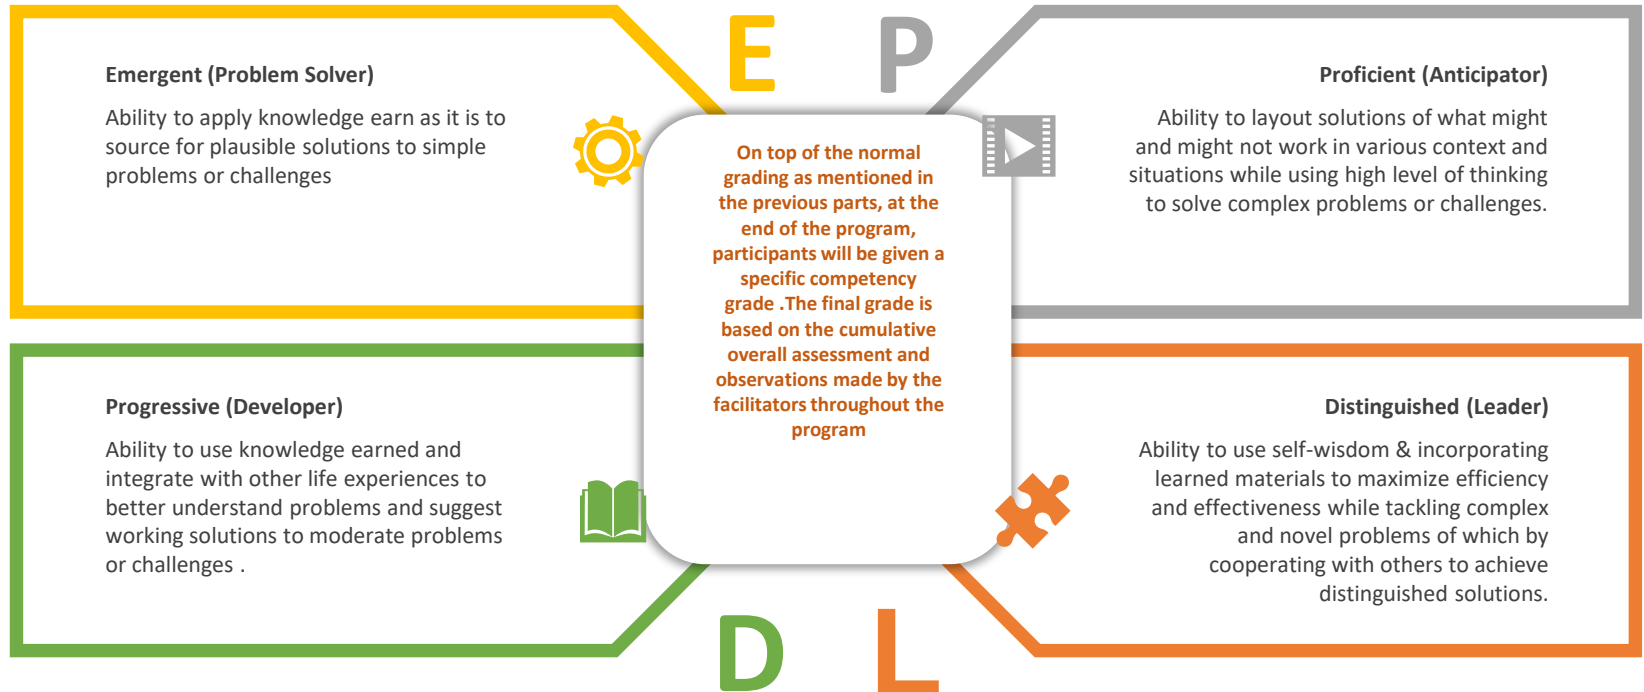 E
P
Emergent (Problem Solver)
Ability to apply knowledge earn as it is to
source for plausible solutions to simple
problems or challenges
Proficient (Anticipator)
Ability to layout solutions of what might
and might not work in various context and
situations while using high level of thinking
to solve complex problems or challenges.
On top of the normal
grading as mentioned in
the previous parts, at the
end of the program,
participants will be given a
specific competency
grade .The final grade is
based on the cumulative
overall assessment and
observations made by the
facilitators throughout the
program
Progressive (Developer)
Ability to use knowledge earned and
integrate with other life experiences to
better understand problems and suggest
working solutions to moderate problems
or challenges .
Distinguished (Leader)
Ability to use self-wisdom & incorporating
learned materials to maximize efficiency
and effectiveness while tackling complex
and novel problems of which by
cooperating with others to achieve
distinguished solutions.
D
L